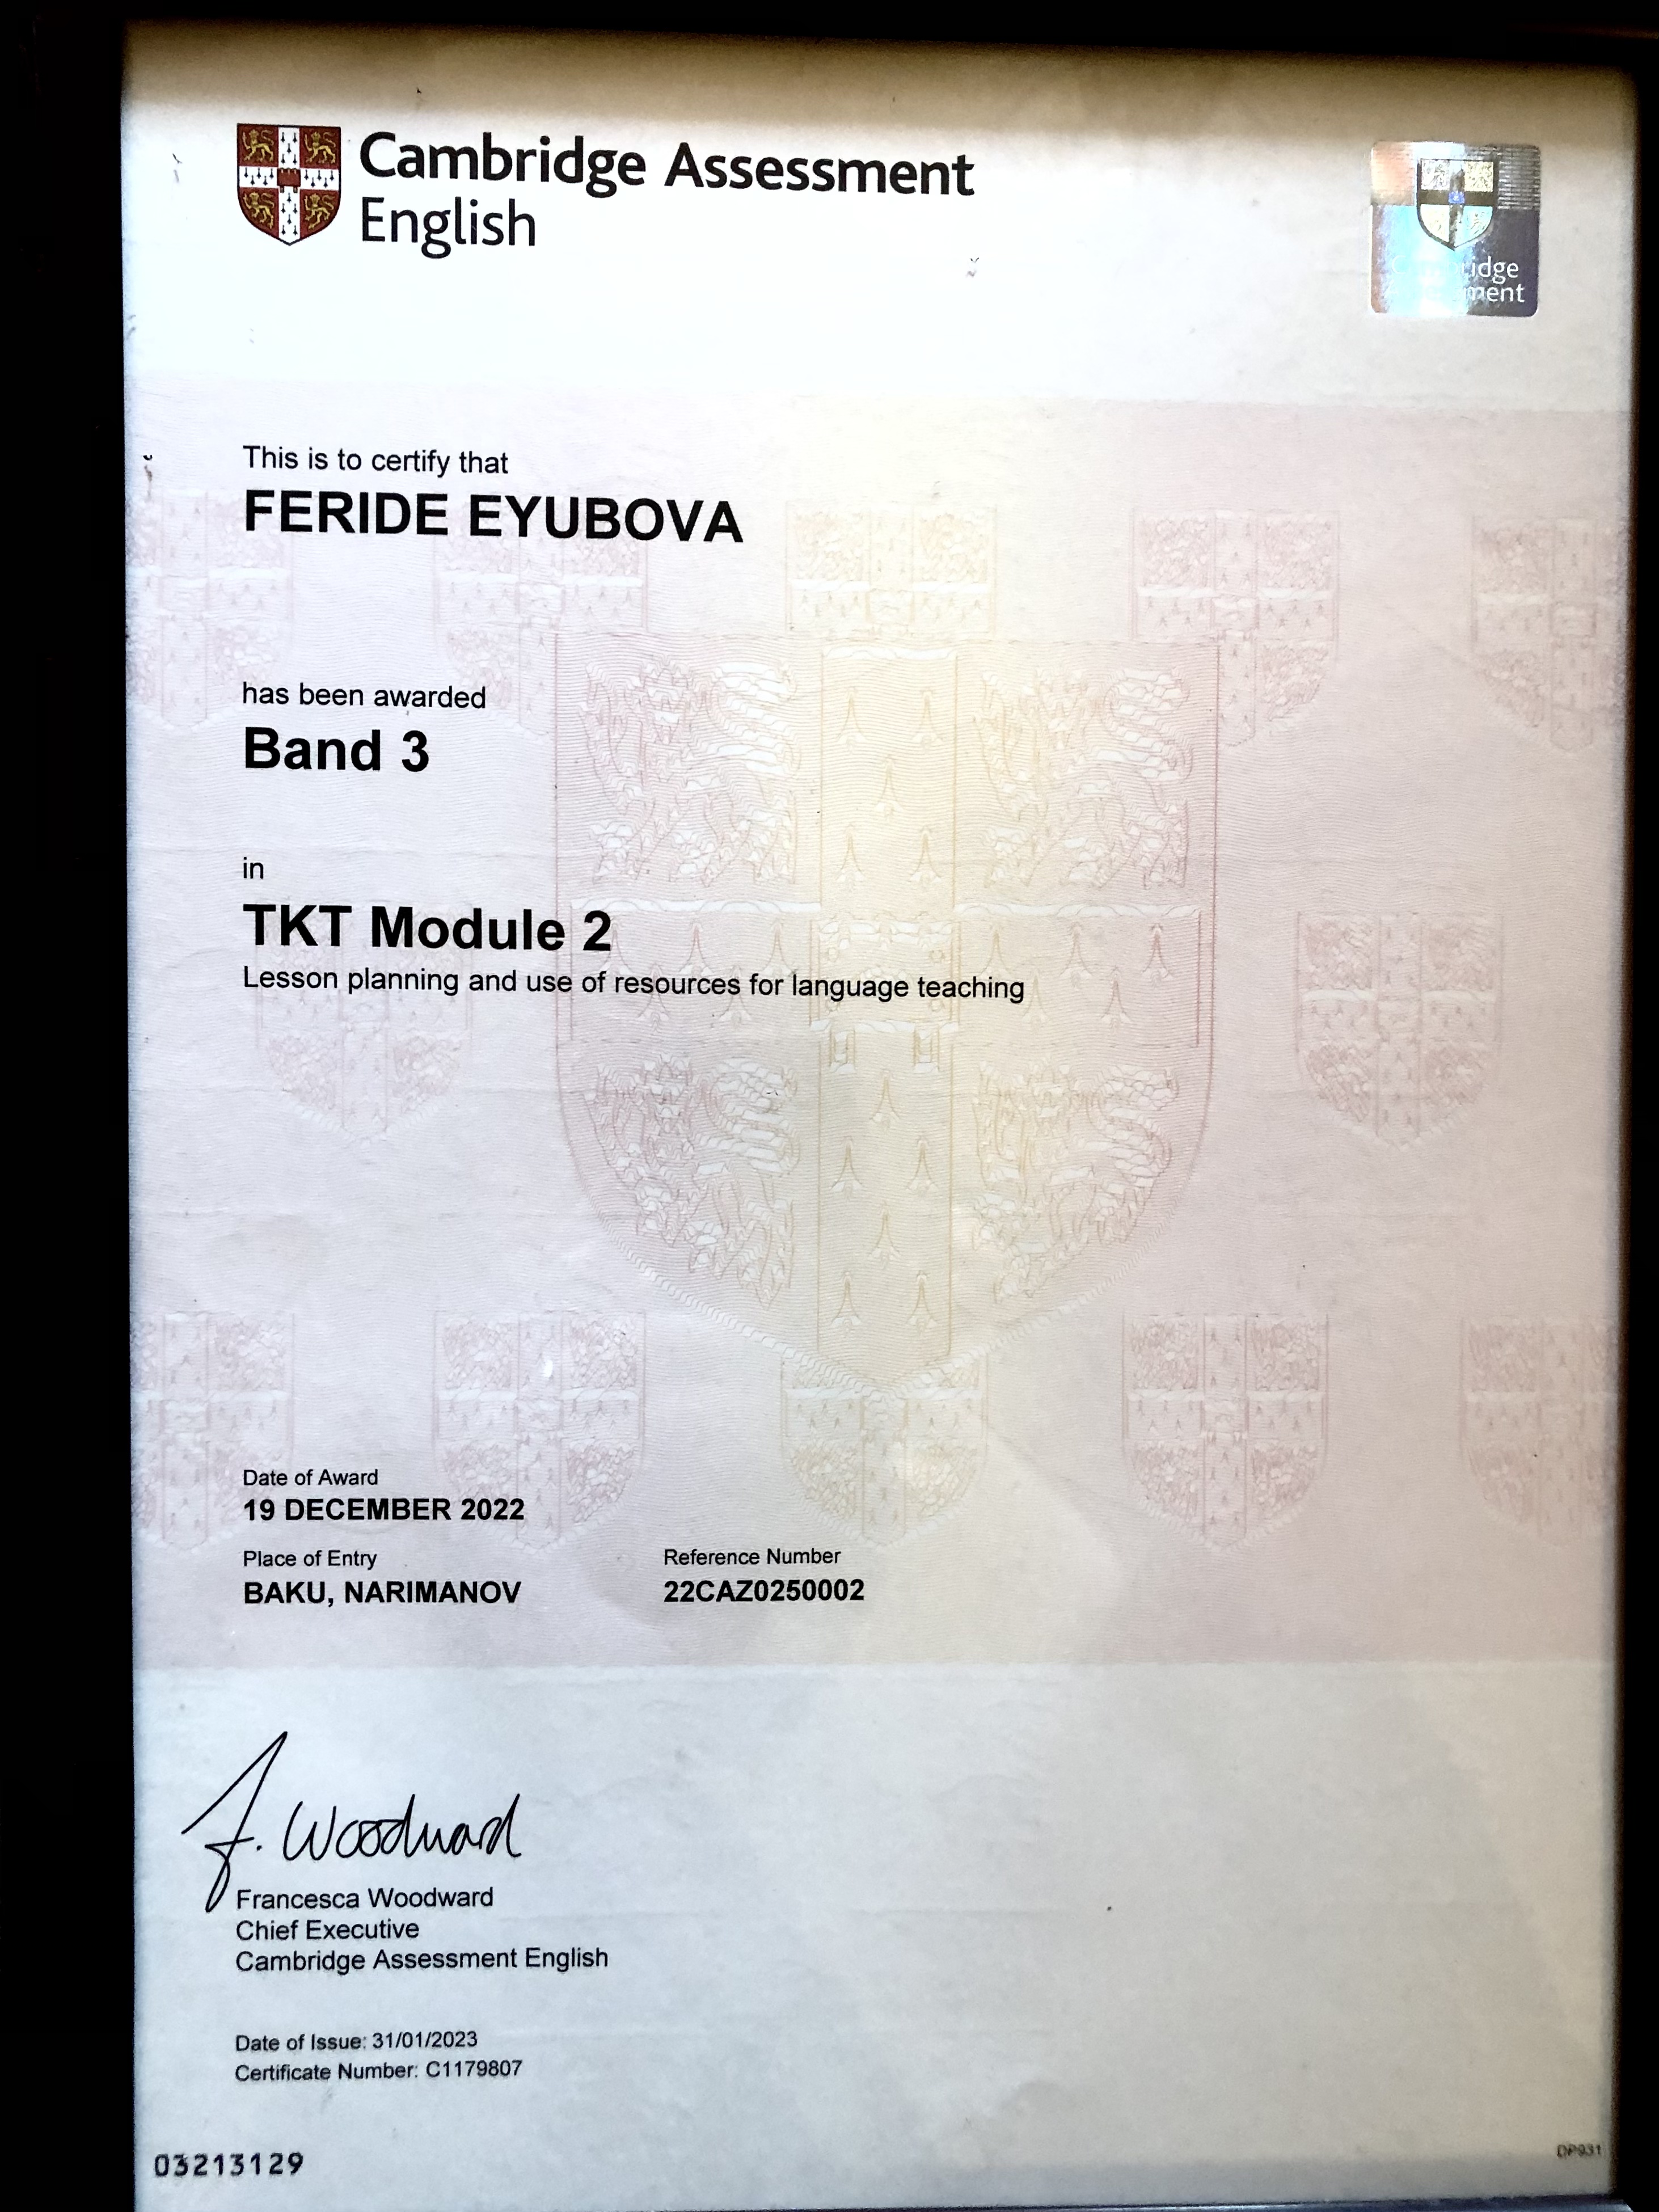 Cambridge Assessment
English
idge
ment
This is to certify that
FERIDE EYUBOVA
has been awarded
Band 3
in
TKT Module 2
Lesson planning and use of resources for language teaching
Date of Award
19 DECEMBER 2022
Place of Entry
BAKU, NARIMANOV
Reference Number
22CAZ0250002
F. Woodward
Francesca Woodward
Chief Executive
Cambridge Assessment English
Date of Issue: 31/01/2023
Certificate Number: C1179807
03213129
DP931